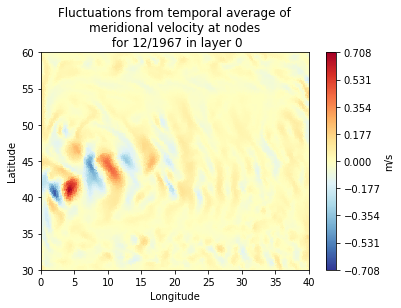 Fluctuations from temporal average of
meridional velocity at nodes
for 12/1967 in layer 0
60
55
50
45
40
35
30
Latitude
0 5 10 15 20 25 30 35 40
Longitude
0.708
0.531
0.354
0.177
0.000
−0.177
−0.354
−0.531
−0.708
m/s